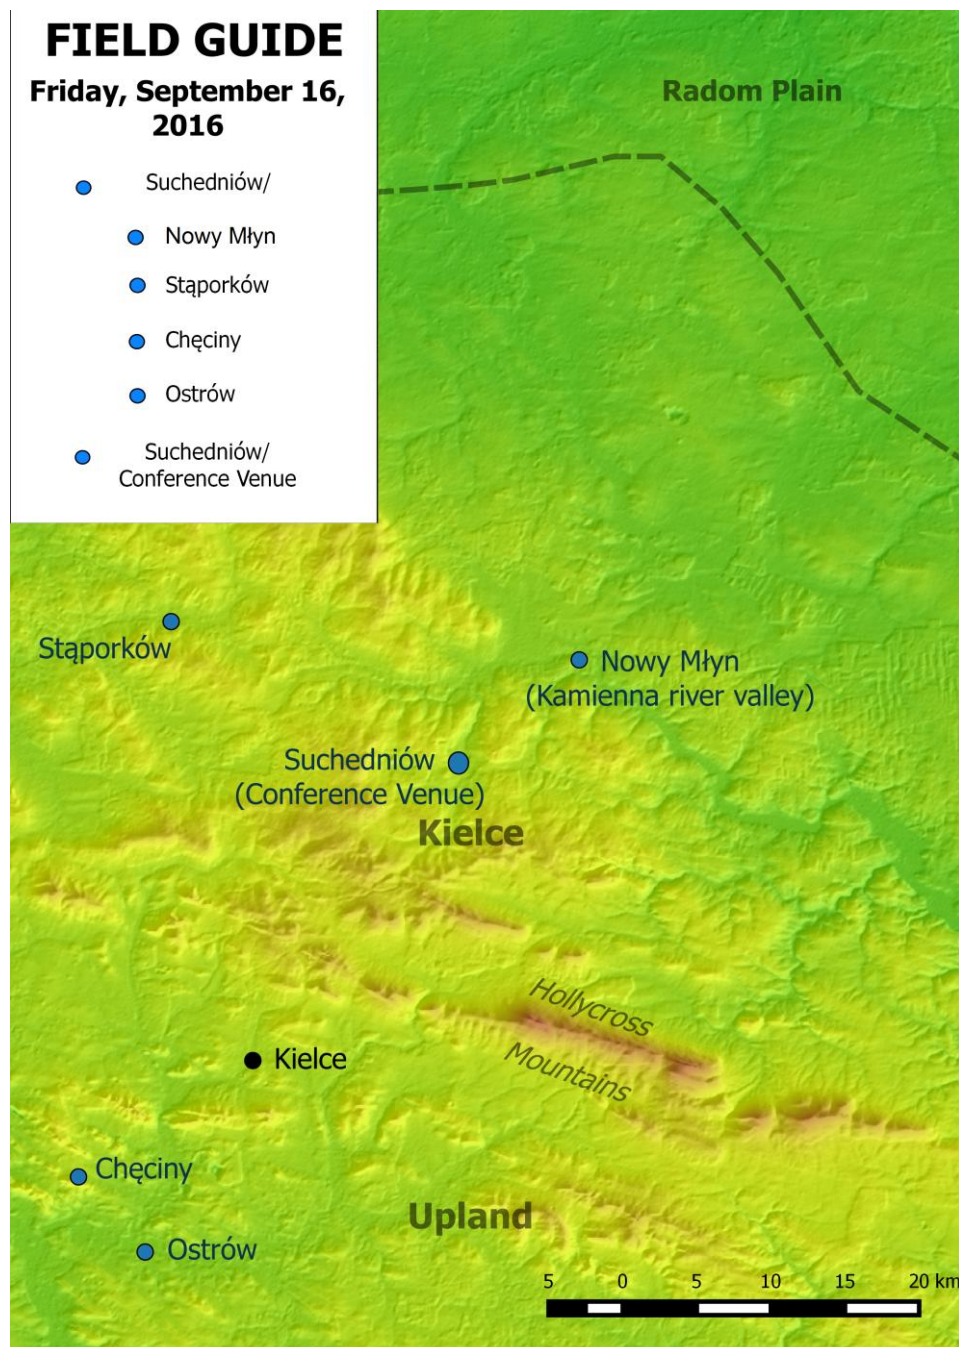 FIELD GUIDE
Friday, September 16,
2016
Suchedniów/
Nowy Młyn
Stąporków
Chęciny
Ostrów
Suchedniów/
Conference Venue
Radom Plain
Stąporków
Nowy Młyn
(Kamienna river valley)
Suchedniów
(Conference Venue)
Kielce
Hollycross
Mountains
Kielce
Chęciny
Upland
Ostrów
5 0 5 10 15 20 km